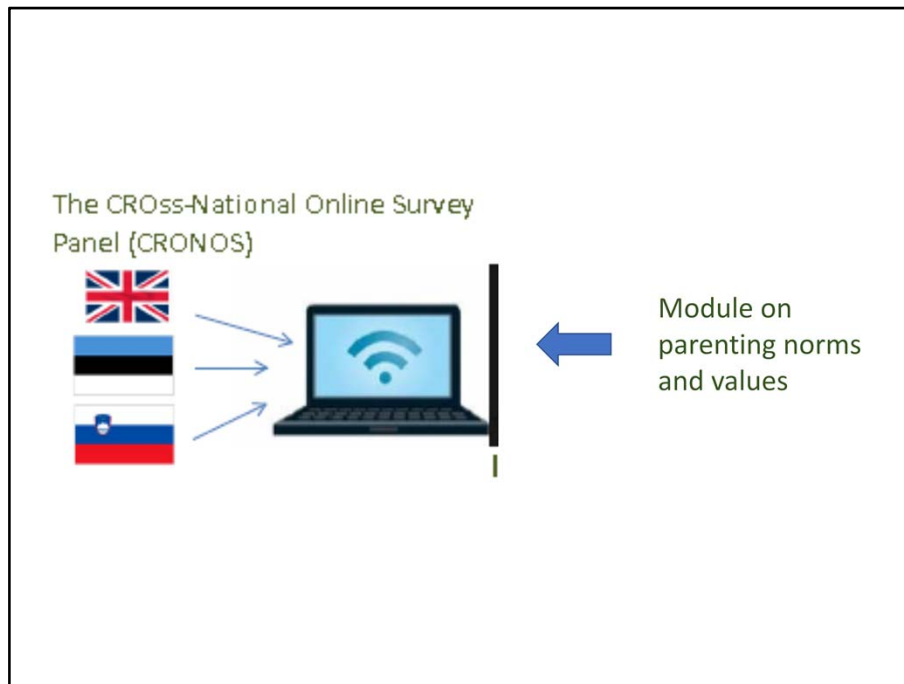 The CROss-National Online Survey
Panel (CRONOS)
Module on
parenting norms
and values